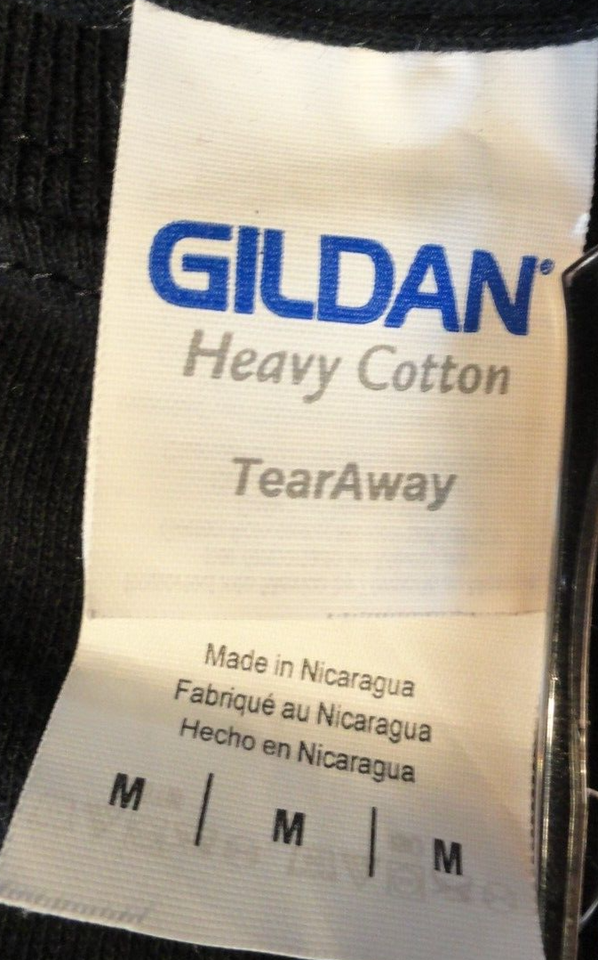 GILDAN®
Heavy Cotton
TearAway
Made in Nicaragua
Fabriqué au Nicaragua
Hecho en Nicaragua
M | M | M